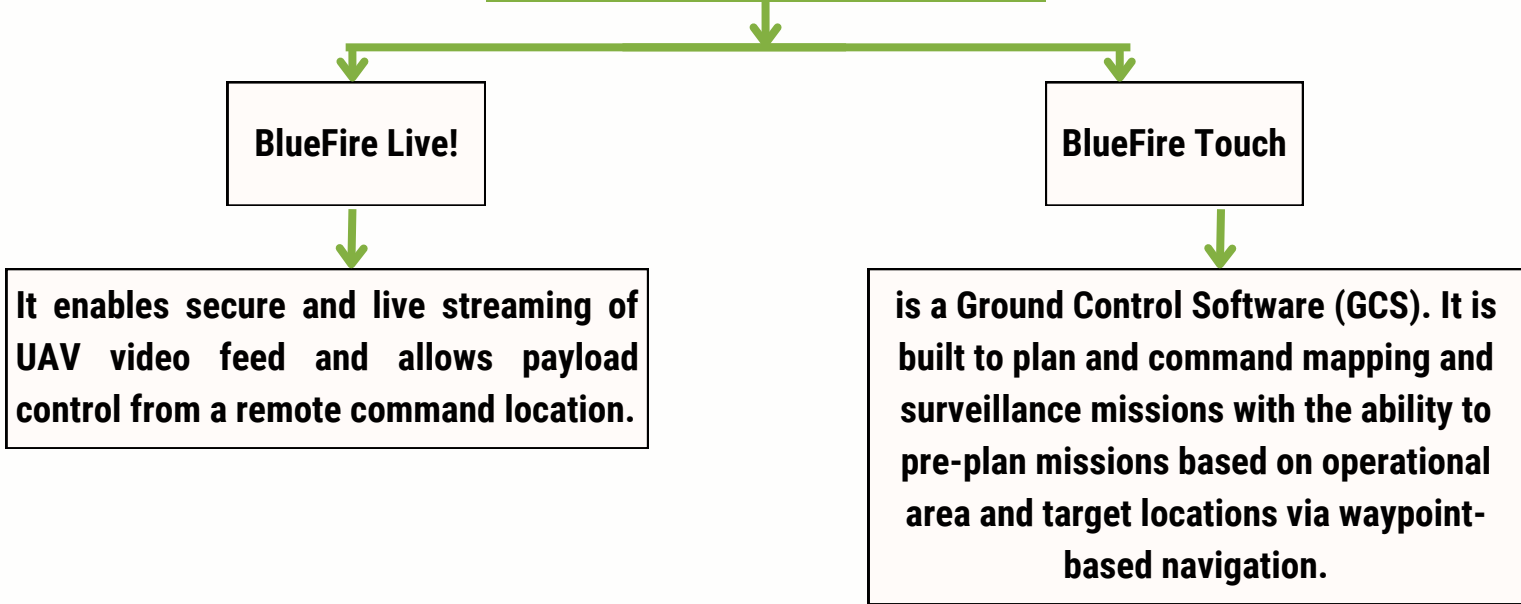 BlueFire Live!
BlueFire Touch
It enables secure and live streaming of
UAV video feed and allows payload
control from a remote command location.
is a Ground Control Software (GCS). It is
built to plan and command mapping and
surveillance missions with the ability to
pre-plan missions based on operational
area and target locations via waypoint-
based navigation.